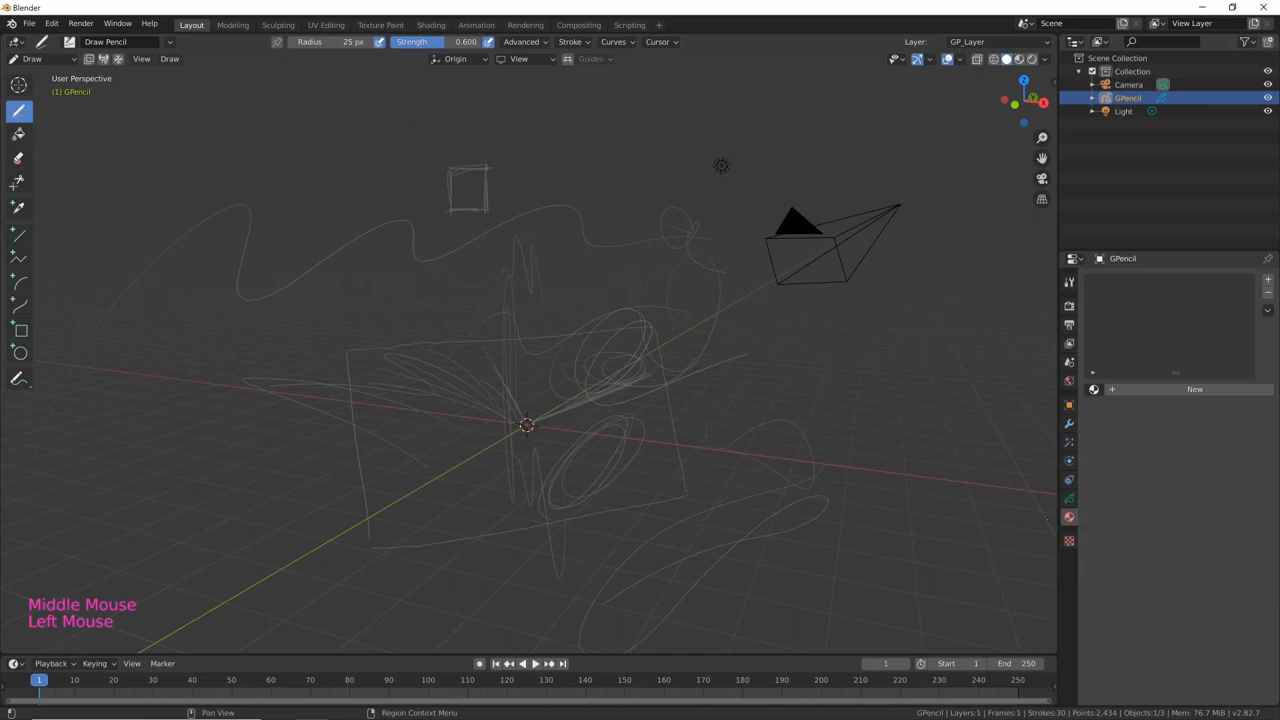 Blender
File Edit Render Window Help Layout Modeling Sculpting UV Editing Texture Paint Shading Animation Rendering Compositing Scripting + Scene View Layer
Draw Pencil Radius 25 px Strength 0.600 Advanced Stroke Curves Cursor Layer: GP_Layer
Draw View Draw Origin View Guides Scene Collection
User Perspective
(1) GPencil
Collection
Camera
GPencil
Light
Z
Y
X
GPencil
New
Middle Mouse
Left Mouse
Playback Keying View Marker 1 Start 1 End 250
1 10 20 30 40 50 60 70 80 90 100 110 120 130 140 150 160 170 180 190 200 210 220 230 240 250
Pan View Region Context Menu GPencil | Layers:1 | Frames:1 | Strokes:30 | Points:2,434 | Objects:1/3 | Mem: 76.7 MiB | v2.82.7